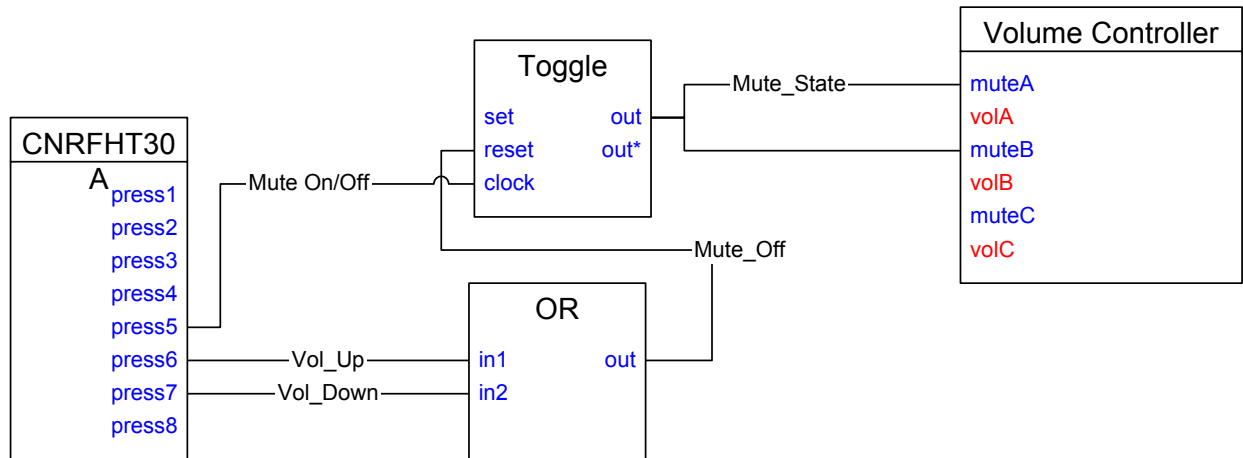 CNRFHT30
A
press1
press2
press3
press4
press5
press6
press7
press8
Mute On/Off
Vol_Up
Vol_Down
Toggle
set out
reset out*
clock
Mute_Off
OR
in1 out
in2
Mute_State
Volume Controller
muteA
volA
muteB
volB
muteC
volC